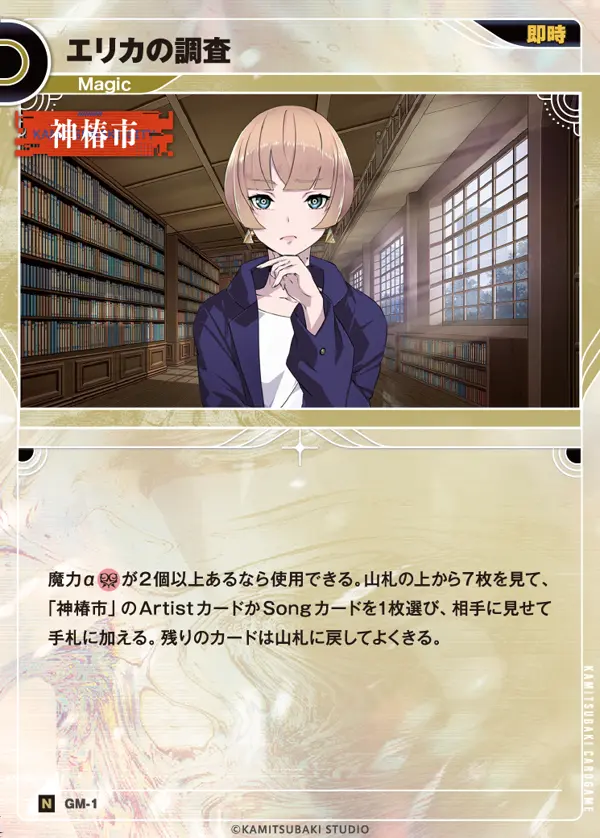 エリカの調査
即時
Magic
神椿市
魔力α が2個以上あるなら使用できる。山札の上から7枚を見て、
「神椿市」のArtistカードかSongカードを1枚選び、相手に見せて
手札に加える。残りのカードは山札に戻してよくきる。
KAMITSUBAKI CARDGAME
N GM-1
©KAMITSUBAKI STUDIO